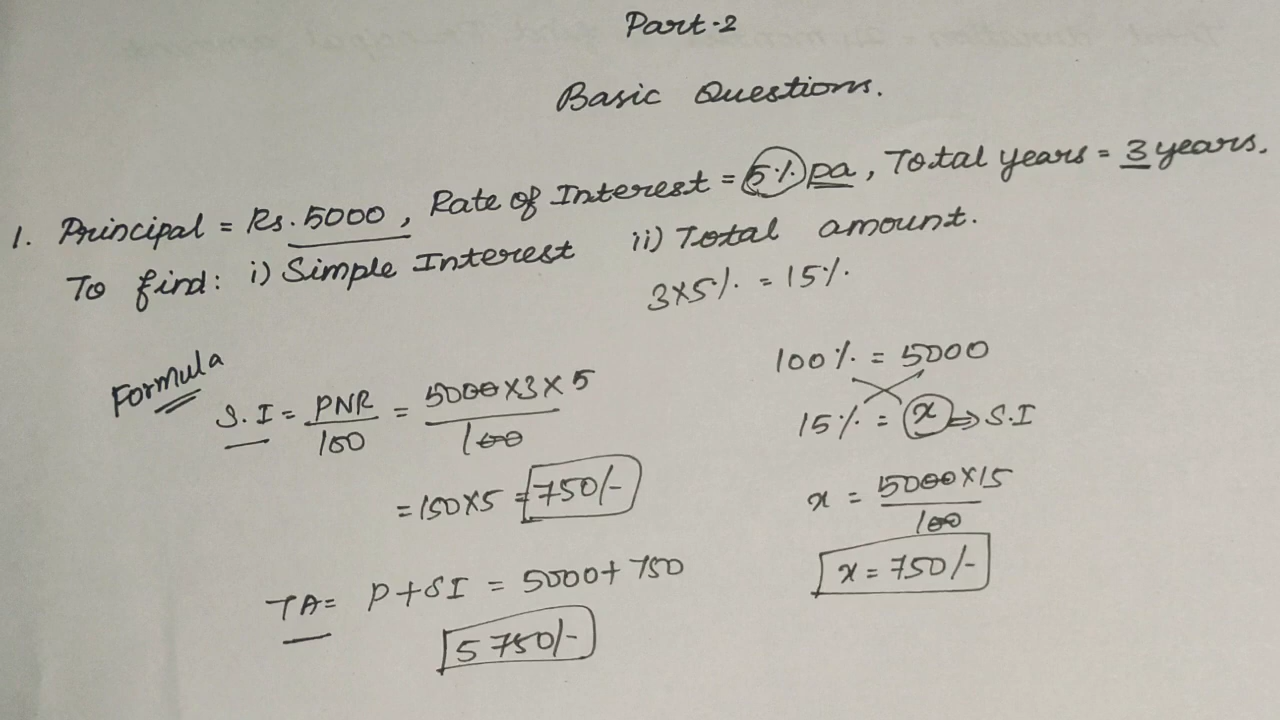 Part-2
Basic Questions.
1. Principal = Rs. 5000, Rate of Interest = 5% pa, Total years = 3 years.
To find: i) Simple Interest ii) Total amount.
3×5% = 15%
Formula
S.I = PNR/100 = 5000×3×5/100
= 150×5 = 750/-
TA = P+SI = 5000+750
5750/-
100% = 5000
15% = x ⇒ S.I
x = 5000×15/100
x = 750/-